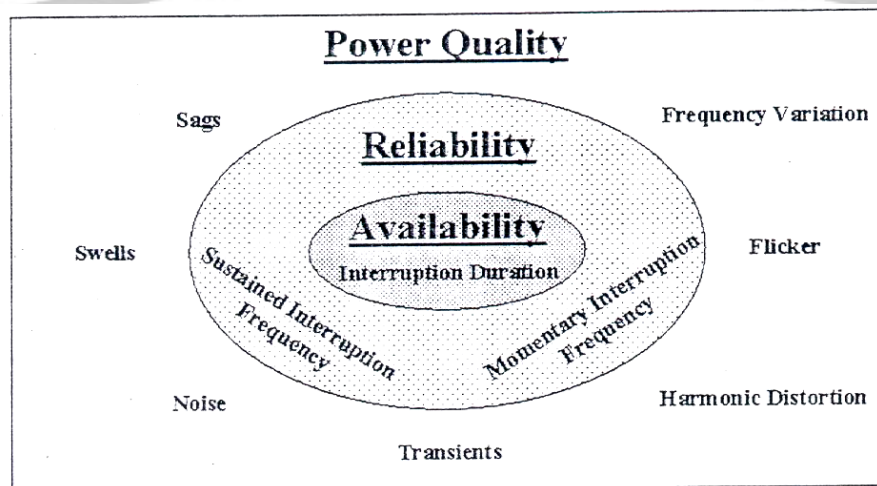 Power Quality
Sags
Frequency Variation
Reliability
Availability
Swells
Interruption Duration
Flicker
Sustained Interruption
Frequency
Momentary Interruption
Frequency
Noise
Harmonic Distortion
Transients